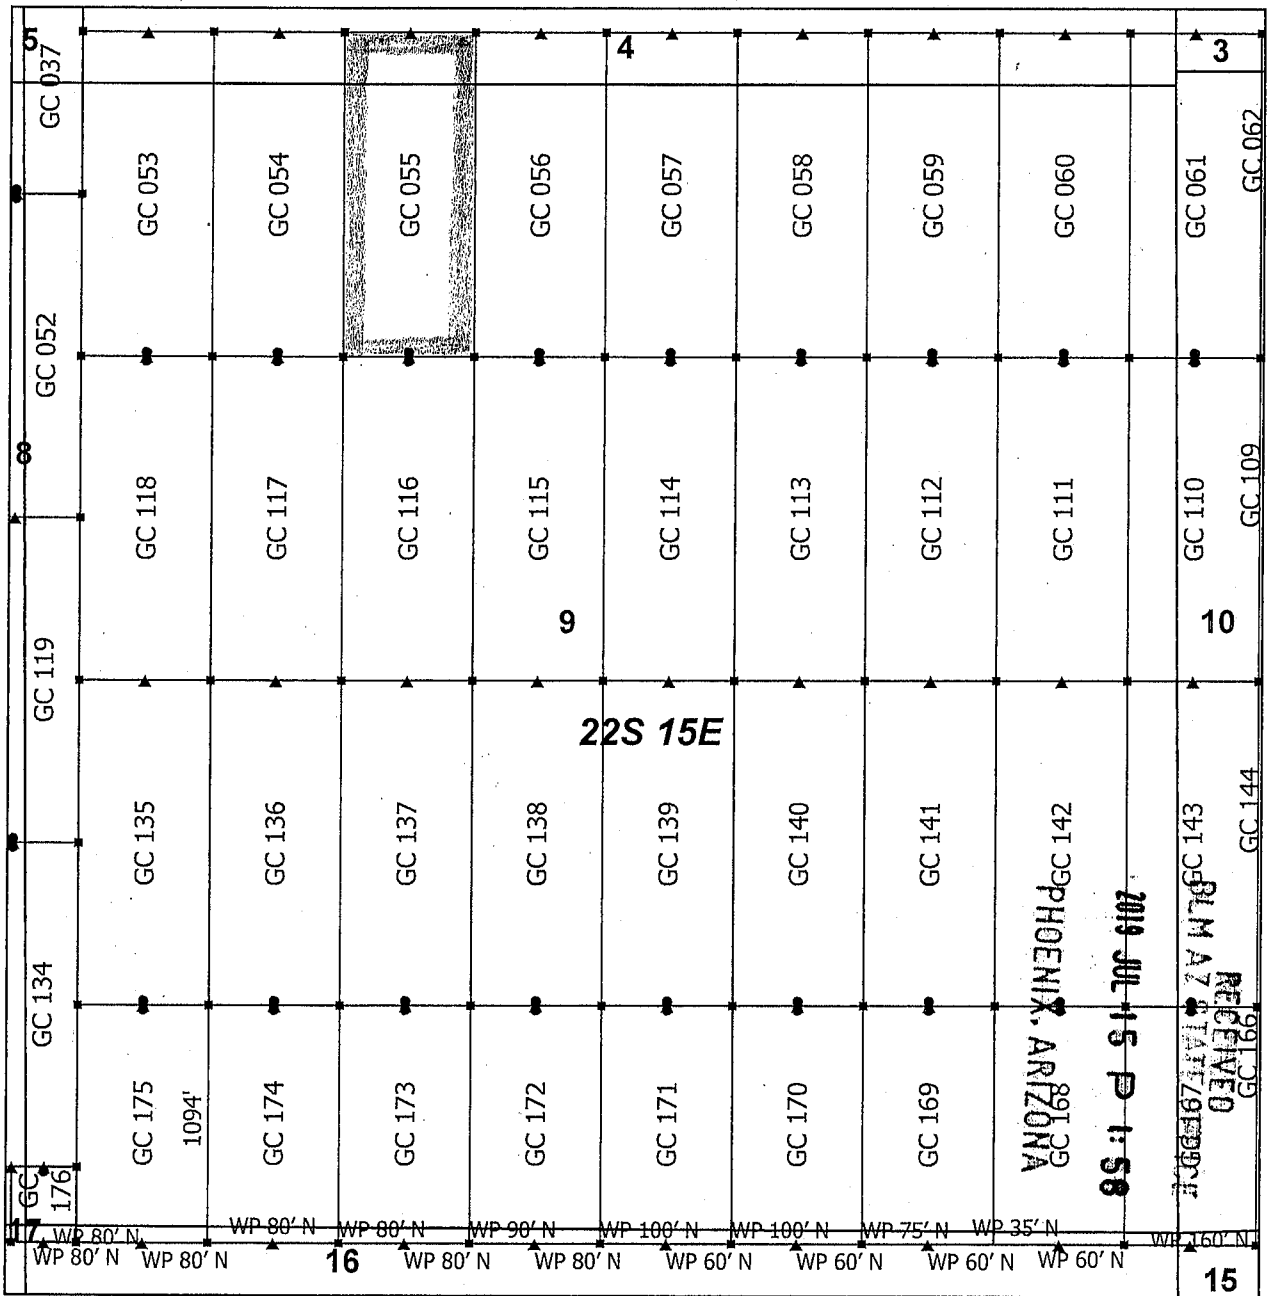 5
4
3
GC 037
GC 053
GC 054
GC 055
GC 056
GC 057
GC 058
GC 059
GC 060
GC 061
GC 062
GC 052
8
GC 118
GC 117
GC 116
GC 115
GC 114
GC 113
GC 112
GC 111
GC 110
GC 109
9
10
GC 119
22S 15E
GC 135
GC 136
GC 137
GC 138
GC 139
GC 140
GC 141
GC 142
GC 143
GC 144
GC 134
GC 175
1094'
GC 174
GC 173
GC 172
GC 171
GC 170
GC 169
GC 168
GC 167
GC 166
RECEIVED
BLM AZ STATE
2019 JUL 15 P 1:58
PHOENIX, ARIZONA
GC 176
17
WP 80' N
WP 80' N
WP 80' N
WP 90' N
WP 100' N
WP 100' N
WP 75' N
WP 35' N
WP 160' N
WP 80' N
WP 80' N
16
WP 80' N
WP 80' N
WP 60' N
WP 60' N
WP 60' N
WP 60' N
15